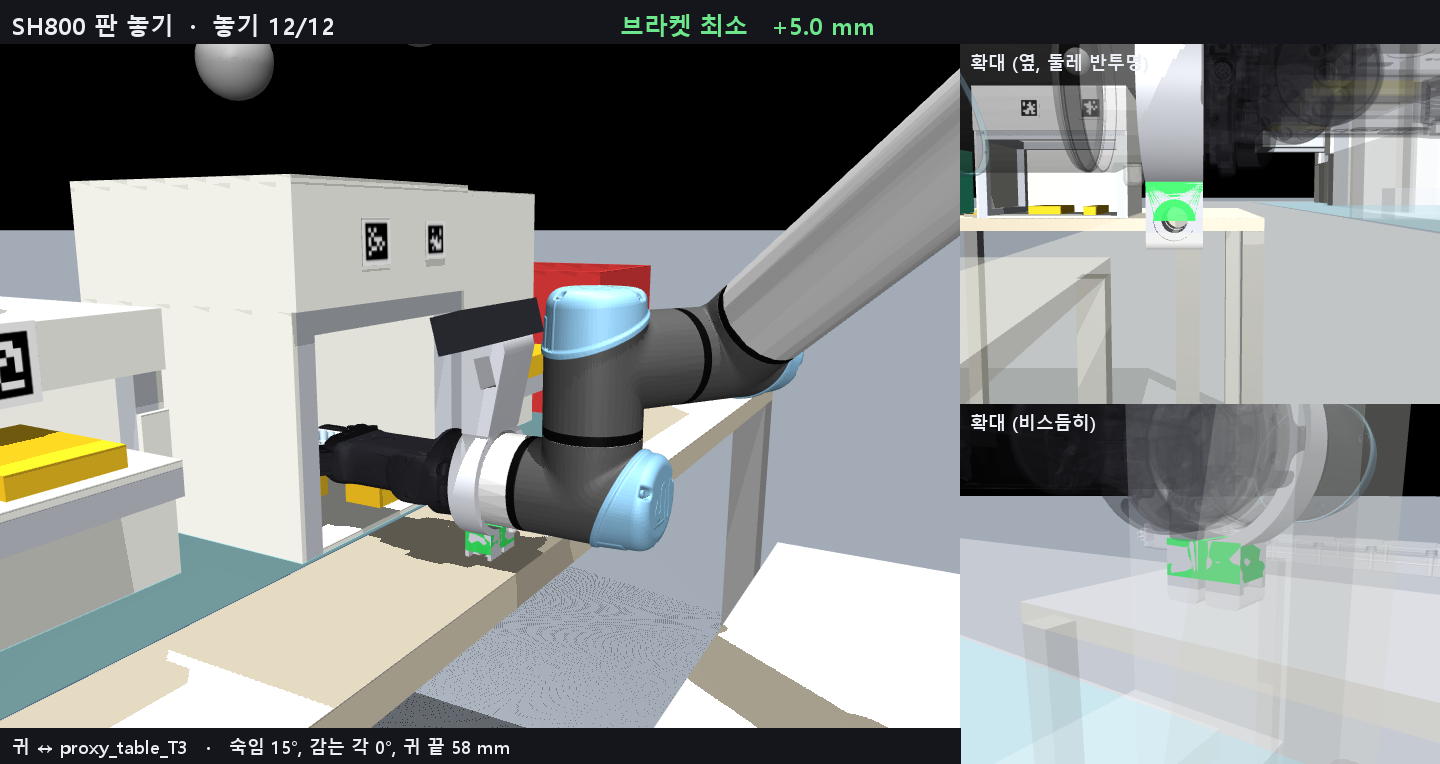 SH800 판 놓기 · 놓기 12/12
브라켓 최소 +5.0 mm
확대 (옆, 둘레 반투명)
확대 (비스듬히)
귀 ↔ proxy_table_T3 · 숙임 15°, 감는 각 0°, 귀 끝 58 mm